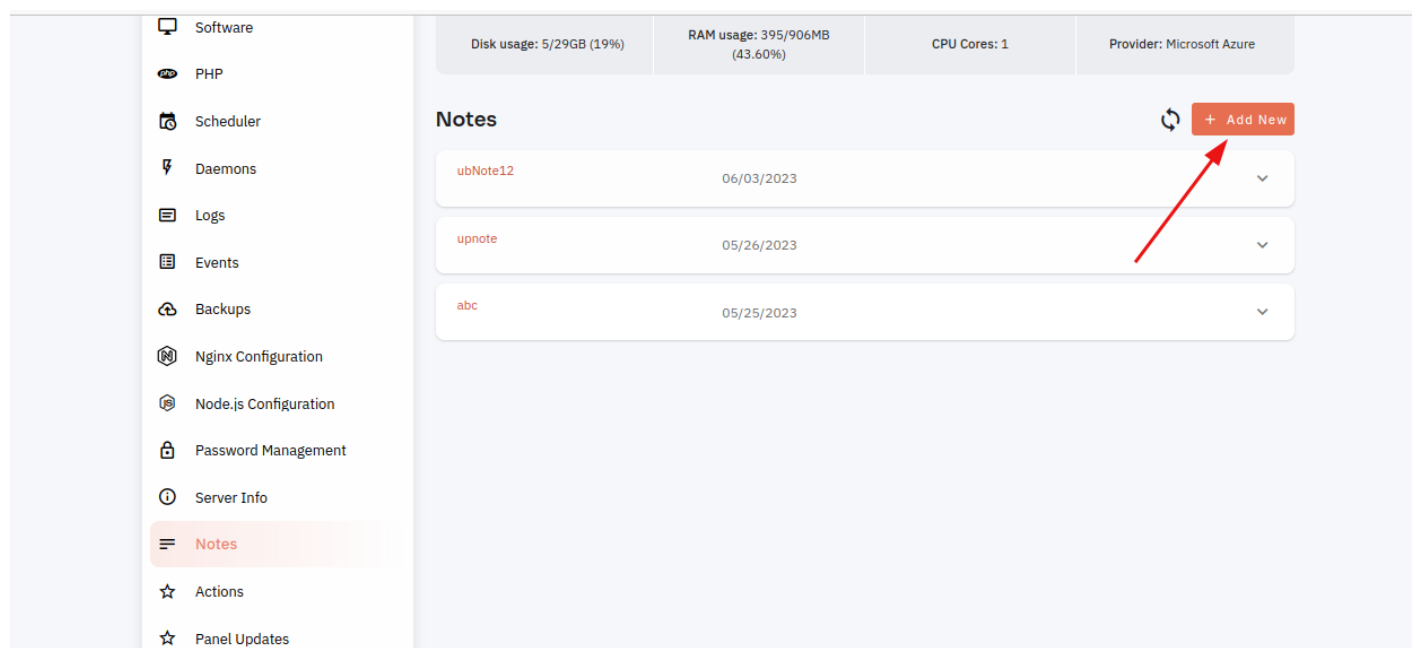 Software
PHP
Scheduler
Daemons
Logs
Events
Backups
Nginx Configuration
Node.js Configuration
Password Management
Server Info
Notes
Actions
Panel Updates
Disk usage: 5/29GB (19%)
RAM usage: 395/906MB
(43.60%)
CPU Cores: 1
Provider: Microsoft Azure
Notes
+ Add New
ubNote12 06/03/2023
upnote 05/26/2023
abc 05/25/2023